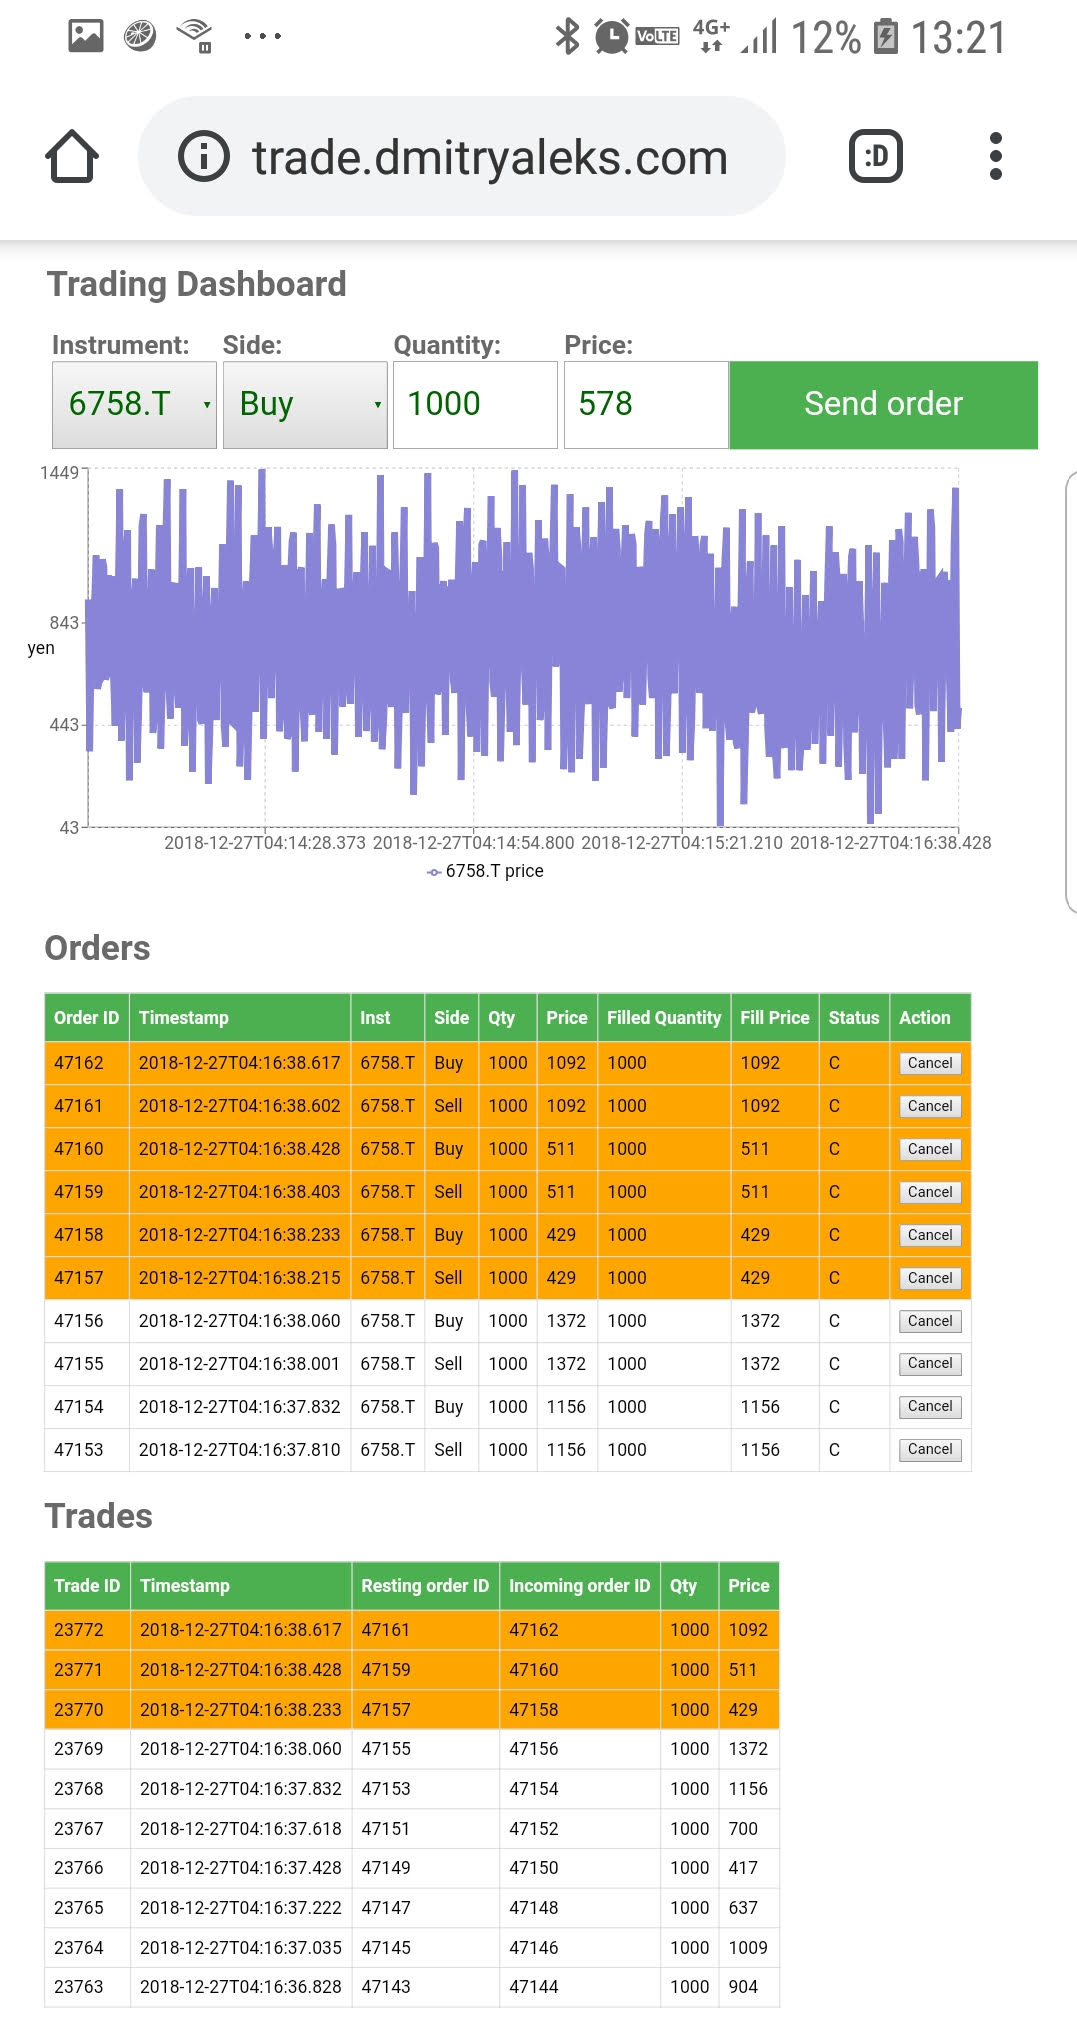 VoLTE 4G+ 12% 13:21
trade.dmitryaleks.com :D
Trading Dashboard
Instrument: Side: Quantity: Price:
6758.T Buy 1000 578 Send order
1449
843
yen
443
43
2018-12-27T04:14:28.373 2018-12-27T04:14:54.800 2018-12-27T04:15:21.210 2018-12-27T04:16:38.428
6758.T price
Orders
Order ID Timestamp Inst Side Qty Price Filled Quantity Fill Price Status Action
47162 2018-12-27T04:16:38.617 6758.T Buy 1000 1092 1000 1092 C Cancel
47161 2018-12-27T04:16:38.602 6758.T Sell 1000 1092 1000 1092 C Cancel
47160 2018-12-27T04:16:38.428 6758.T Buy 1000 511 1000 511 C Cancel
47159 2018-12-27T04:16:38.403 6758.T Sell 1000 511 1000 511 C Cancel
47158 2018-12-27T04:16:38.233 6758.T Buy 1000 429 1000 429 C Cancel
47157 2018-12-27T04:16:38.215 6758.T Sell 1000 429 1000 429 C Cancel
47156 2018-12-27T04:16:38.060 6758.T Buy 1000 1372 1000 1372 C Cancel
47155 2018-12-27T04:16:38.001 6758.T Sell 1000 1372 1000 1372 C Cancel
47154 2018-12-27T04:16:37.832 6758.T Buy 1000 1156 1000 1156 C Cancel
47153 2018-12-27T04:16:37.810 6758.T Sell 1000 1156 1000 1156 C Cancel
Trades
Trade ID Timestamp Resting order ID Incoming order ID Qty Price
23772 2018-12-27T04:16:38.617 47161 47162 1000 1092
23771 2018-12-27T04:16:38.428 47159 47160 1000 511
23770 2018-12-27T04:16:38.233 47157 47158 1000 429
23769 2018-12-27T04:16:38.060 47155 47156 1000 1372
23768 2018-12-27T04:16:37.832 47153 47154 1000 1156
23767 2018-12-27T04:16:37.618 47151 47152 1000 700
23766 2018-12-27T04:16:37.428 47149 47150 1000 417
23765 2018-12-27T04:16:37.222 47147 47148 1000 637
23764 2018-12-27T04:16:37.035 47145 47146 1000 1009
23763 2018-12-27T04:16:36.828 47143 47144 1000 904